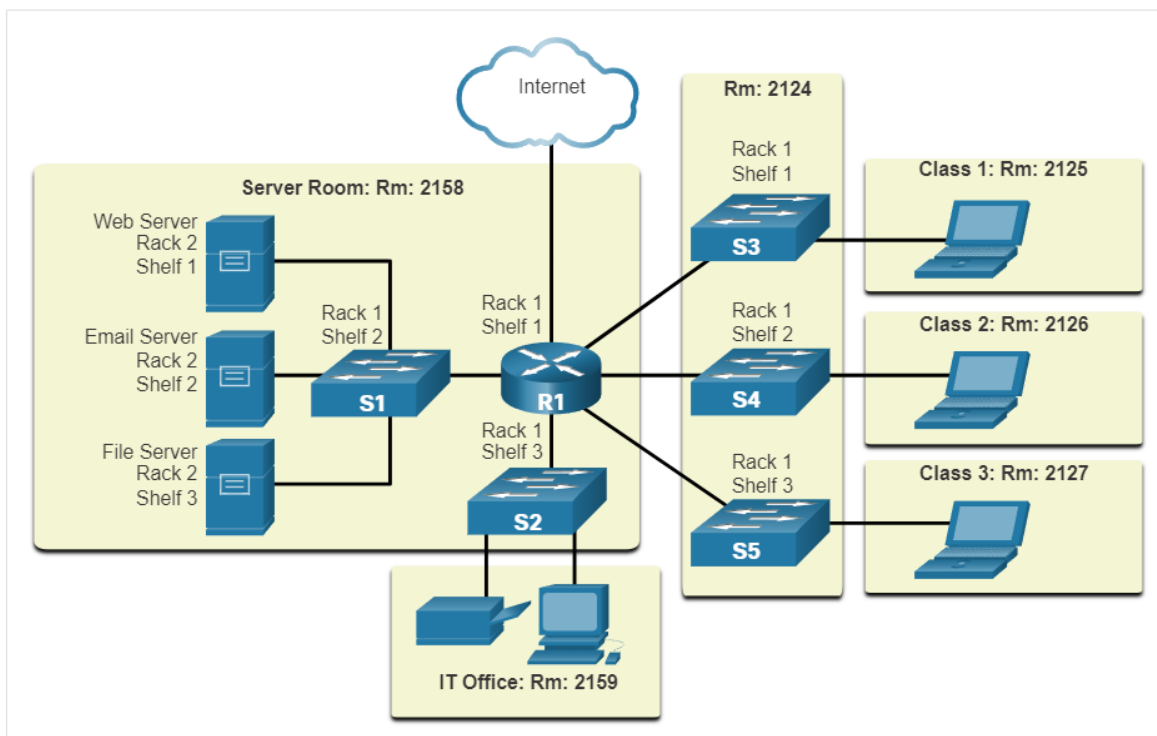 Internet
Server Room: Rm: 2158
Web Server
Rack 2
Shelf 1
Email Server
Rack 2
Shelf 2
File Server
Rack 2
Shelf 3
Rack 1
Shelf 2
S1
Rack 1
Shelf 1
R1
Rack 1
Shelf 3
S2
IT Office: Rm: 2159
Rm: 2124
Rack 1
Shelf 1
S3
Rack 1
Shelf 2
S4
Rack 1
Shelf 3
S5
Class 1: Rm: 2125
Class 2: Rm: 2126
Class 3: Rm: 2127